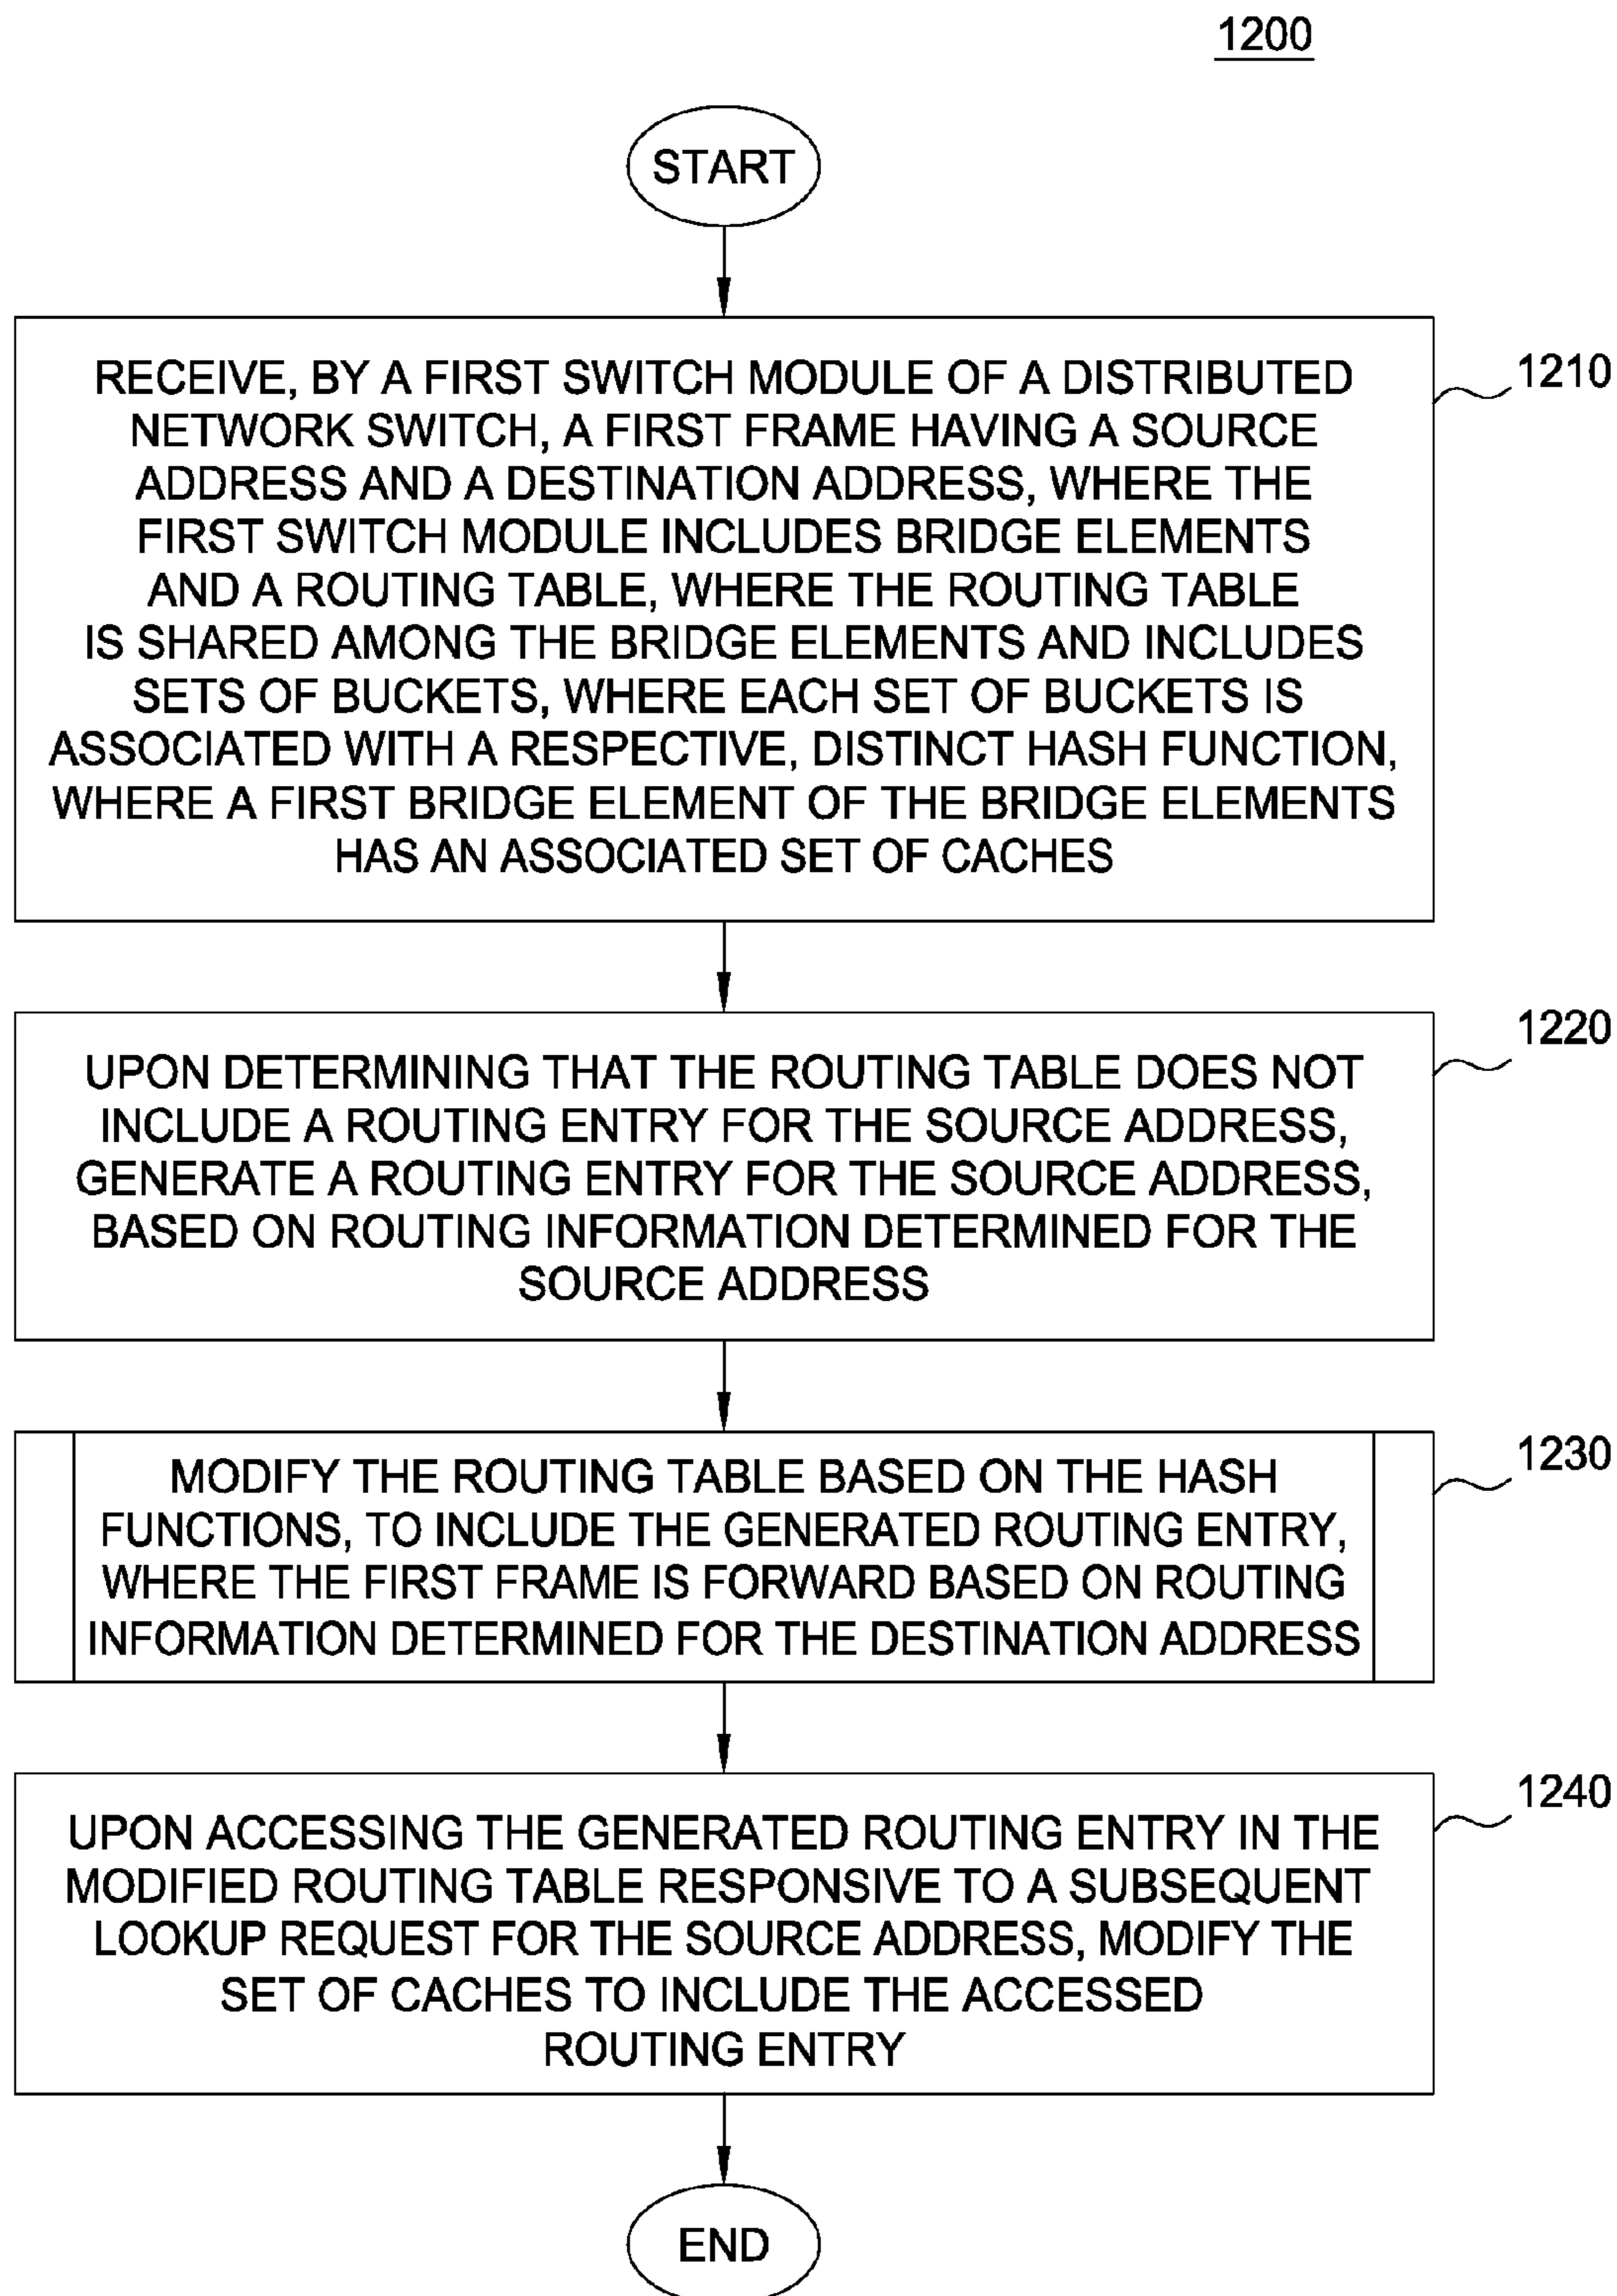 1200
START
RECEIVE, BY A FIRST SWITCH MODULE OF A DISTRIBUTED
NETWORK SWITCH, A FIRST FRAME HAVING A SOURCE
ADDRESS AND A DESTINATION ADDRESS, WHERE THE
FIRST SWITCH MODULE INCLUDES BRIDGE ELEMENTS
AND A ROUTING TABLE, WHERE THE ROUTING TABLE
IS SHARED AMONG THE BRIDGE ELEMENTS AND INCLUDES
SETS OF BUCKETS, WHERE EACH SET OF BUCKETS IS
ASSOCIATED WITH A RESPECTIVE, DISTINCT HASH FUNCTION,
WHERE A FIRST BRIDGE ELEMENT OF THE BRIDGE ELEMENTS
HAS AN ASSOCIATED SET OF CACHES
1210
UPON DETERMINING THAT THE ROUTING TABLE DOES NOT
INCLUDE A ROUTING ENTRY FOR THE SOURCE ADDRESS,
GENERATE A ROUTING ENTRY FOR THE SOURCE ADDRESS,
BASED ON ROUTING INFORMATION DETERMINED FOR THE
SOURCE ADDRESS
1220
MODIFY THE ROUTING TABLE BASED ON THE HASH
FUNCTIONS, TO INCLUDE THE GENERATED ROUTING ENTRY,
WHERE THE FIRST FRAME IS FORWARD BASED ON ROUTING
INFORMATION DETERMINED FOR THE DESTINATION ADDRESS
1230
UPON ACCESSING THE GENERATED ROUTING ENTRY IN THE
MODIFIED ROUTING TABLE RESPONSIVE TO A SUBSEQUENT
LOOKUP REQUEST FOR THE SOURCE ADDRESS, MODIFY THE
SET OF CACHES TO INCLUDE THE ACCESSED
ROUTING ENTRY
1240
END